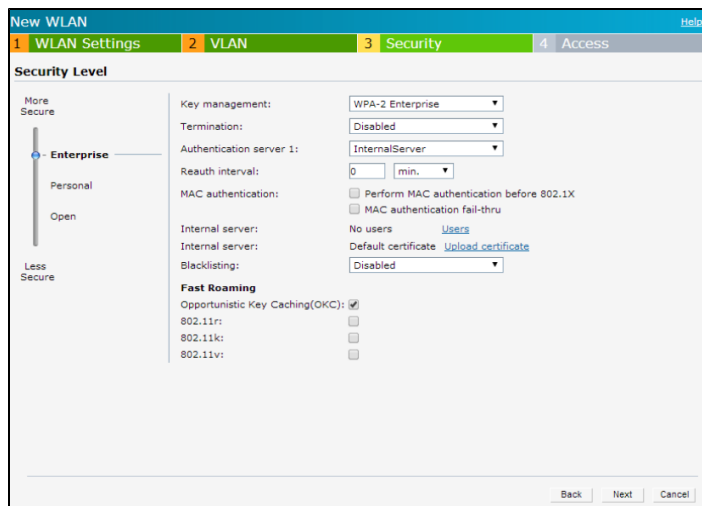 New WLAN
Help
1 WLAN Settings
2 VLAN
3 Security
4 Access
Security Level
More
Secure
Enterprise
Personal
Open
Less
Secure
Key management: WPA-2 Enterprise
Termination: Disabled
Authentication server 1: InternalServer
Reauth interval: 0 min.
MAC authentication: Perform MAC authentication before 802.1X
MAC authentication fail-thru
Internal server: No users Users
Internal server: Default certificate Upload certificate
Blacklisting: Disabled
Fast Roaming
Opportunistic Key Caching(OKC):
802.11r:
802.11k:
802.11v:
Back Next Cancel